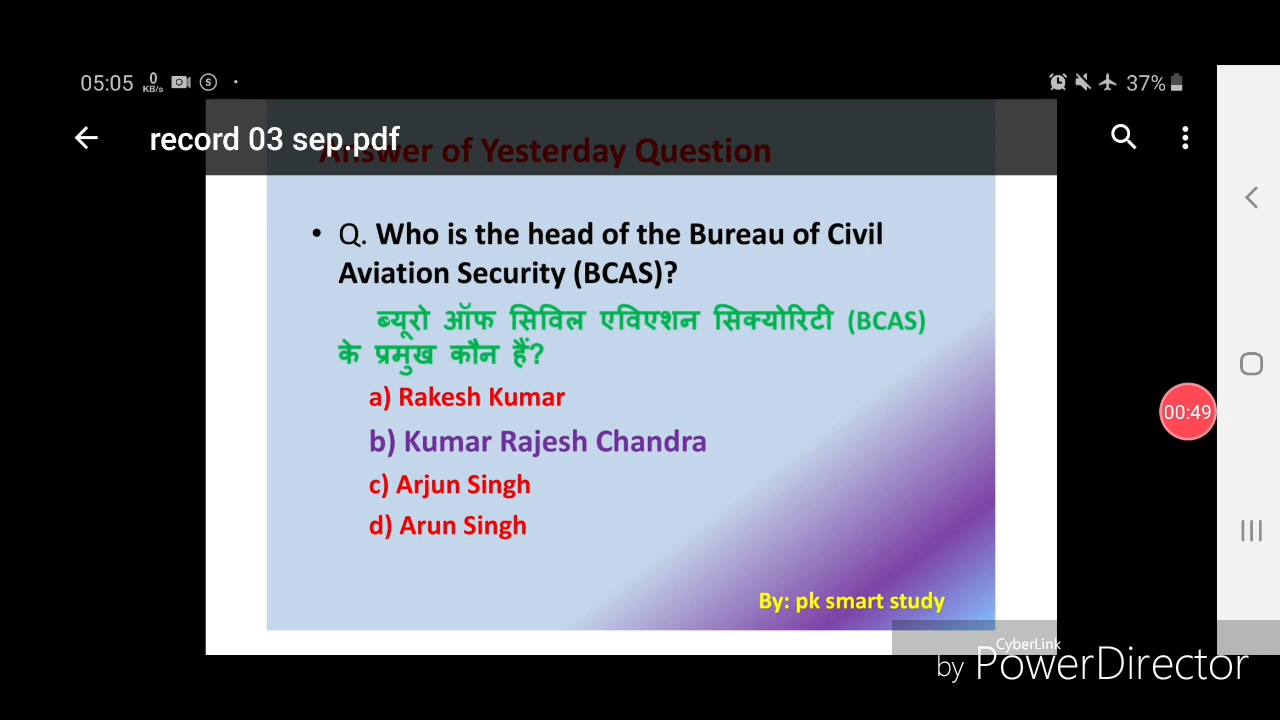 05:05 0 KB/s S 37%
record 03 sep.pdf
Answer of Yesterday Question
• Q. Who is the head of the Bureau of Civil
Aviation Security (BCAS)?
ब्यूरो ऑफ सिविल एविएशन सिक्योरिटी (BCAS)
के प्रमुख कौन हैं?
a) Rakesh Kumar
b) Kumar Rajesh Chandra
c) Arjun Singh
d) Arun Singh
00:49
By: pk smart study
CyberLink
by PowerDirector